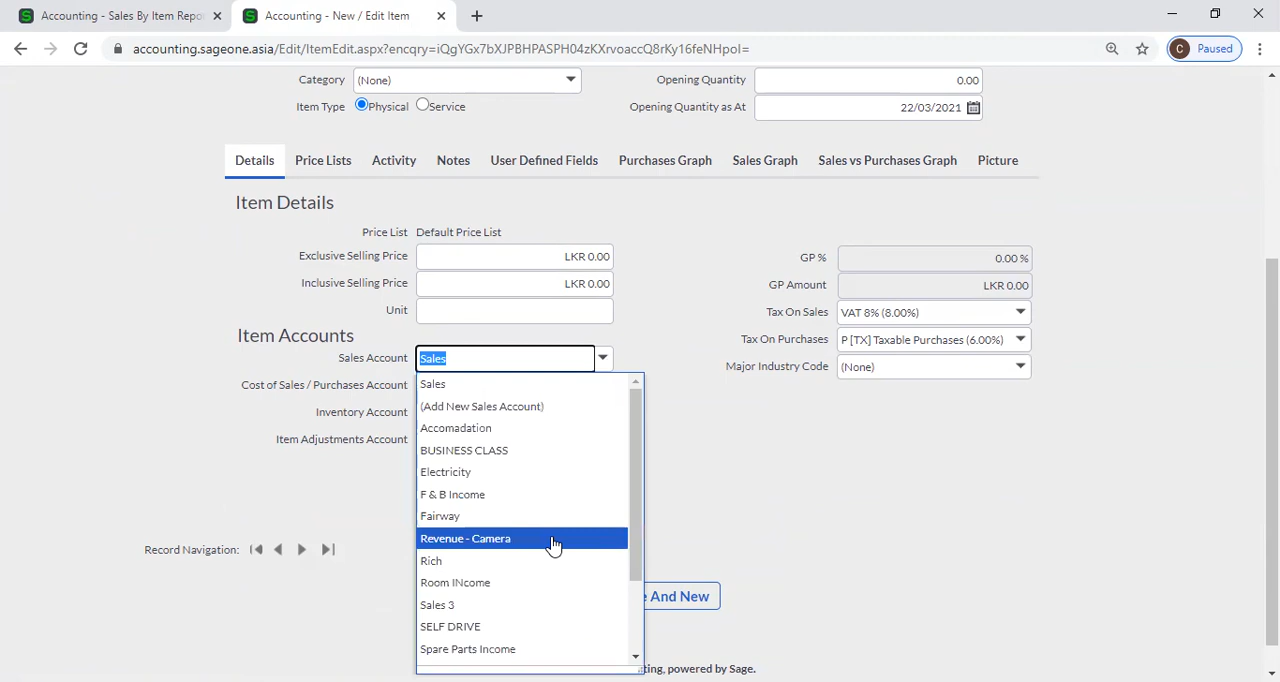 Accounting - Sales By Item Repo
Accounting - New / Edit Item
accounting.sageone.asia/Edit/ItemEdit.aspx?encqry=iQgYGx7bXJPBHPASPH04zKXrvoaccQ8rKy16feNHpoI=
C Paused
Category (None)
Opening Quantity 0.00
Item Type Physical Service
Opening Quantity as At 22/03/2021
Details Price Lists Activity Notes User Defined Fields Purchases Graph Sales Graph Sales vs Purchases Graph Picture
Item Details
Price List Default Price List
Exclusive Selling Price LKR 0.00
GP % 0.00 %
Inclusive Selling Price LKR 0.00
GP Amount LKR 0.00
Unit
Tax On Sales VAT 8% (8.00%)
Item Accounts
Tax On Purchases P [TX] Taxable Purchases (6.00%)
Sales Account Sales
Major Industry Code (None)
Cost of Sales / Purchases Account
Inventory Account
Item Adjustments Account
Sales
(Add New Sales Account)
Accomadation
BUSINESS CLASS
Electricity
F & B Income
Fairway
Revenue - Camera
Rich
Room INcome
Sales 3
SELF DRIVE
Spare Parts Income
Record Navigation:
And New
ting, powered by Sage.